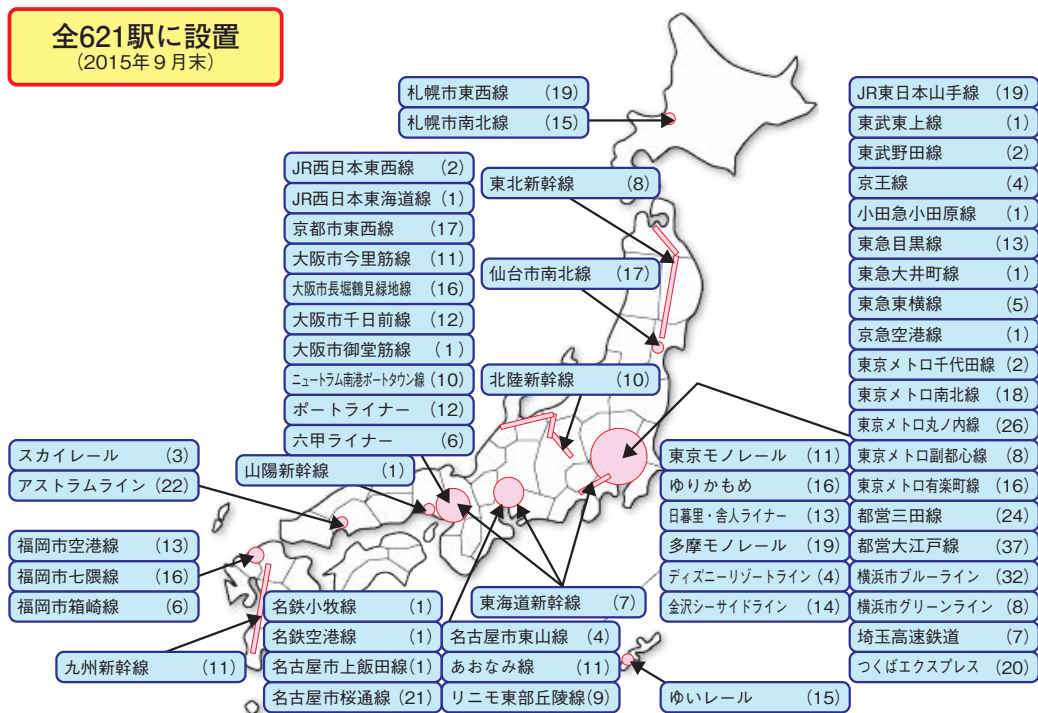 全621駅に設置
(2015年9月末)
札幌市東西線 (19)
札幌市南北線 (15)
JR西日本東西線 (2)
JR西日本東海道線 (1)
京都市東西線 (17)
大阪市今里筋線 (11)
大阪市長堀鶴見緑地線 (16)
大阪市千日前線 (12)
大阪市御堂筋線 (1)
ニュートラム南港ポートタウン線 (10)
ポートライナー (12)
六甲ライナー (6)
東北新幹線 (8)
仙台市南北線 (17)
北陸新幹線 (10)
JR東日本山手線 (19)
東武東上線 (1)
東武野田線 (2)
京王線 (4)
小田急小田原線 (1)
東急目黒線 (13)
東急大井町線 (1)
東急東横線 (5)
京急空港線 (1)
東京メトロ千代田線 (2)
東京メトロ南北線 (18)
東京メトロ丸ノ内線 (26)
東京メトロ副都心線 (8)
東京メトロ有楽町線 (16)
都営三田線 (24)
都営大江戸線 (37)
横浜市ブルーライン (32)
横浜市グリーンライン (8)
埼玉高速鉄道 (7)
つくばエクスプレス (20)
東京モノレール (11)
ゆりかもめ (16)
日暮里・舎人ライナー (13)
多摩モノレール (19)
ディズニーリゾートライン (4)
金沢シーサイドライン (14)
スカイレール (3)
アストラムライン (22)
山陽新幹線 (1)
福岡市空港線 (13)
福岡市七隈線 (16)
福岡市箱崎線 (6)
九州新幹線 (11)
東海道新幹線 (7)
名鉄小牧線 (1)
名鉄空港線 (1)
名古屋市上飯田線 (1)
名古屋市桜通線 (21)
名古屋市東山線 (4)
あおなみ線 (11)
リニモ東部丘陵線 (9)
ゆいレール (15)